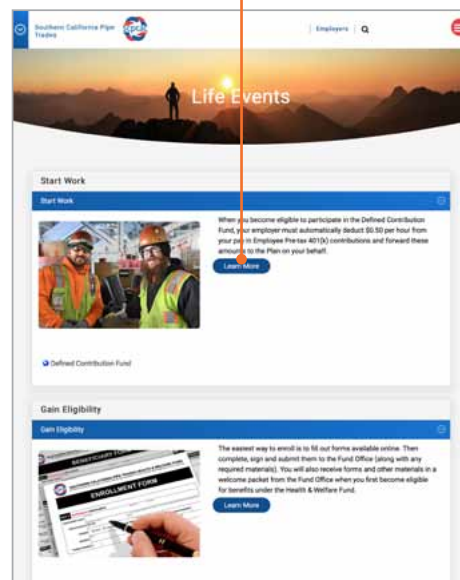 Southern California Pipe
Trades
Employers
Life Events
Start Work
Start Work
When you become eligible to participate in the Defined Contribution
Fund, your employer must automatically deduct $0.50 per hour from
your pay in Employee Pre-tax 401(k) contributions and forward these
amounts to the Plan on your behalf.
Learn More
Defined Contribution Fund
Gain Eligibility
Gain Eligibility
The easiest way to enroll is to fill out forms available online. Then
complete, sign and submit them to the Fund Office (along with any
required materials). You will also receive forms and other materials in a
welcome packet from the Fund Office when you first become eligible
for benefits under the Health & Welfare Fund.
BENEFICIARY FORM
ENROLLMENT FORM
Learn More